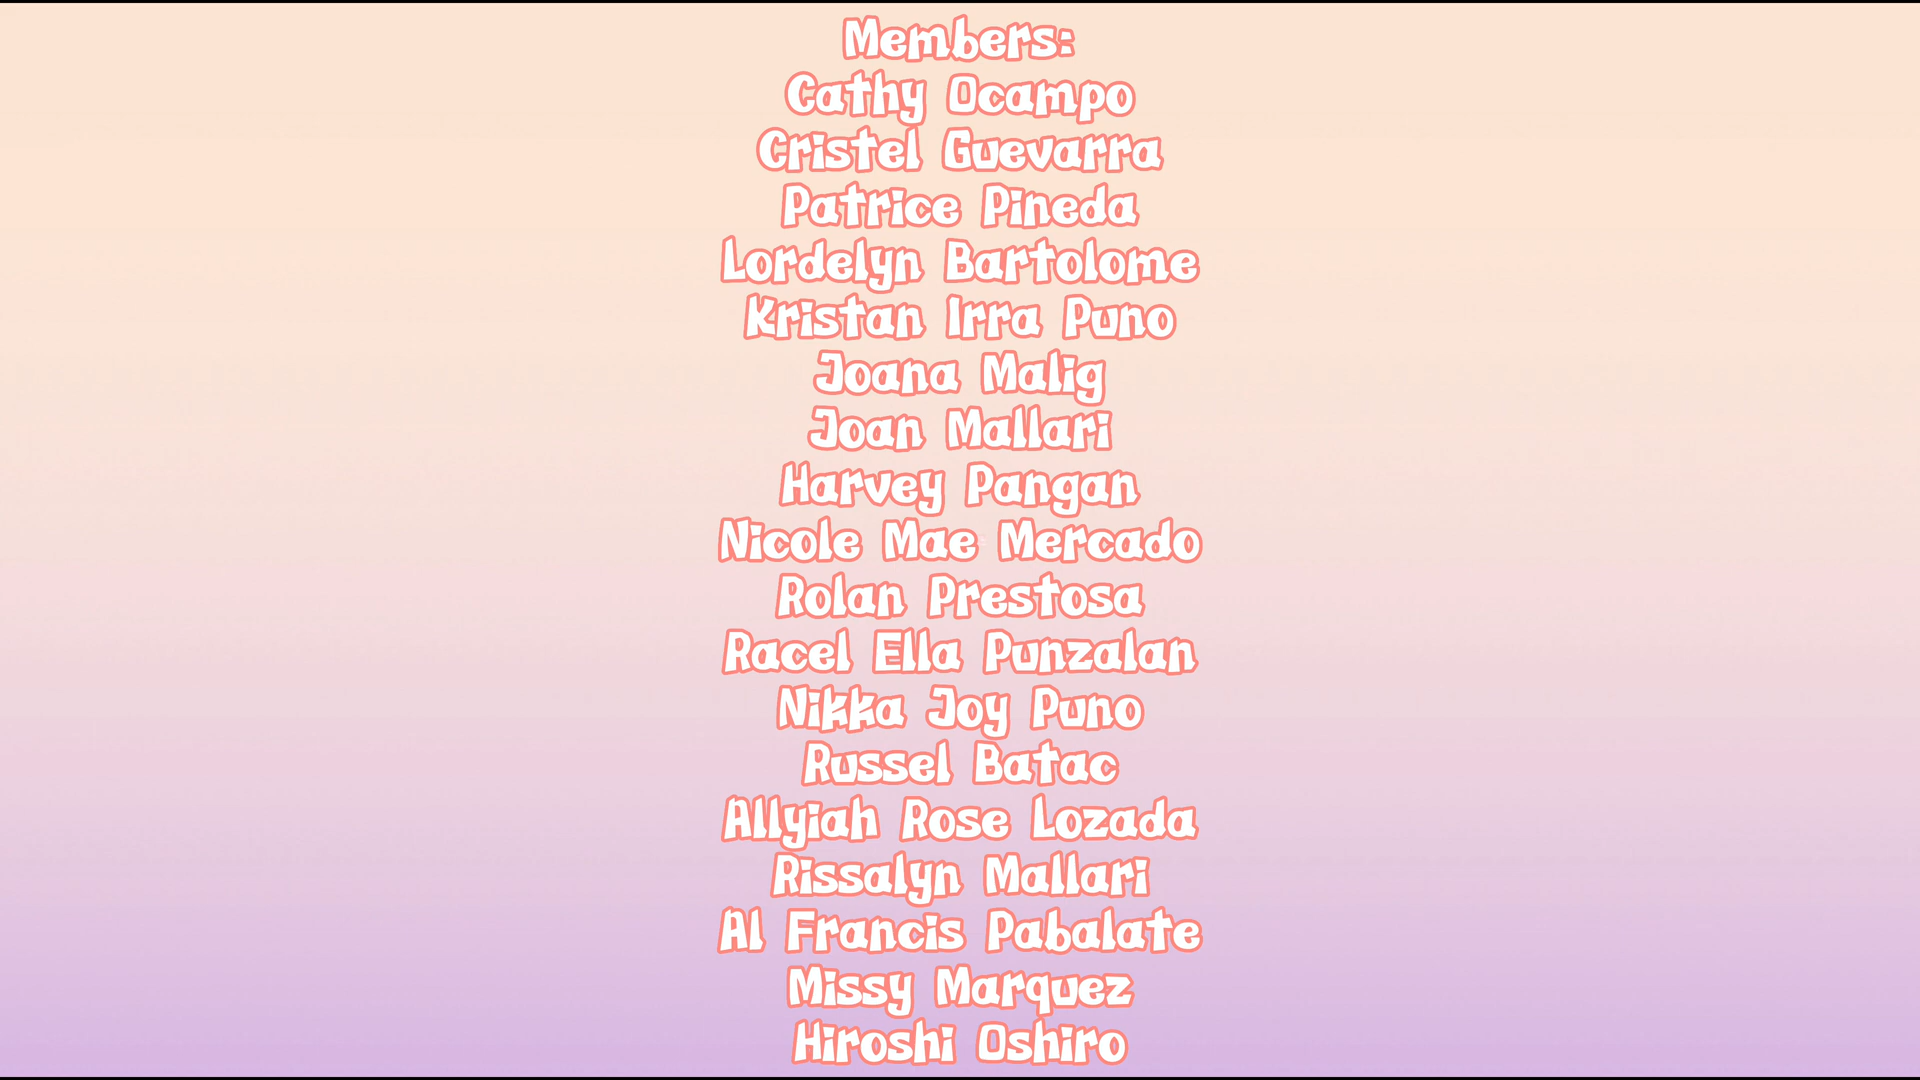 Members:
Cathy Ocampo
Cristel Guevarra
Patrice Pineda
Lordelyn Bartolome
Kristan Irra Puno
Joana Malig
Joan Mallari
Harvey Pangan
Nicole Mae Mercado
Rolan Prestosa
Racel Ella Punzalan
Nikka Joy Puno
Russel Batac
Allyiah Rose Lozada
Rissalyn Mallari
Al Francis Pabalate
Missy Marquez
Hiroshi Oshiro